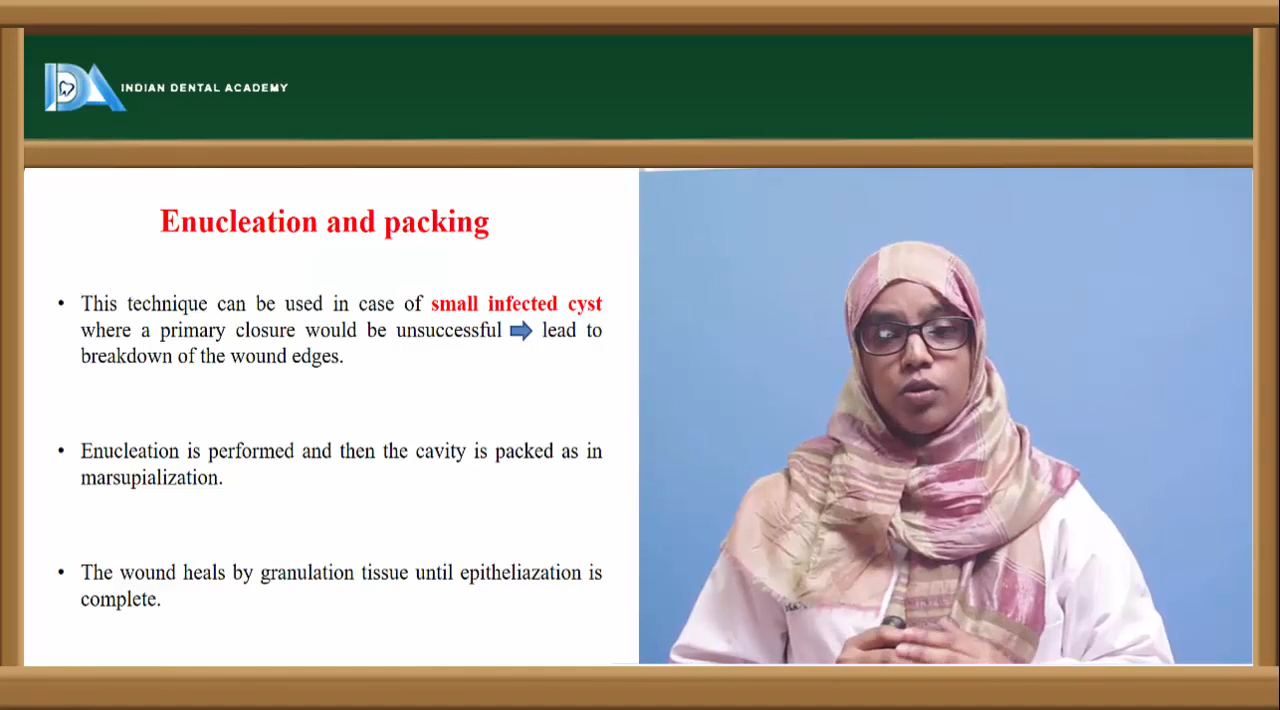 IDA INDIAN DENTAL ACADEMY
Enucleation and packing
• This technique can be used in case of small infected cyst
where a primary closure would be unsuccessful ➡ lead to
breakdown of the wound edges.
• Enucleation is performed and then the cavity is packed as in
marsupialization.
• The wound heals by granulation tissue until epitheliazation is
complete.